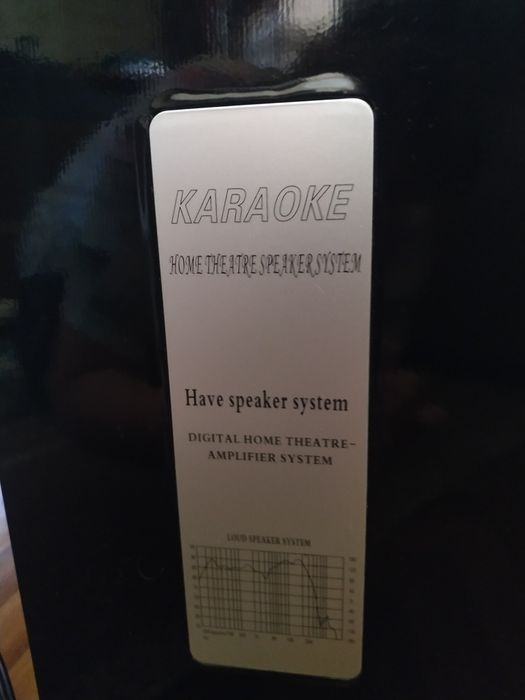 KARAOKE
HOME THEATRE SPEAKER SYSTEM
Have speaker system
DIGITAL HOME THEATRE-
AMPLIFIER SYSTEM
LOUD SPEAKER SYSTEM